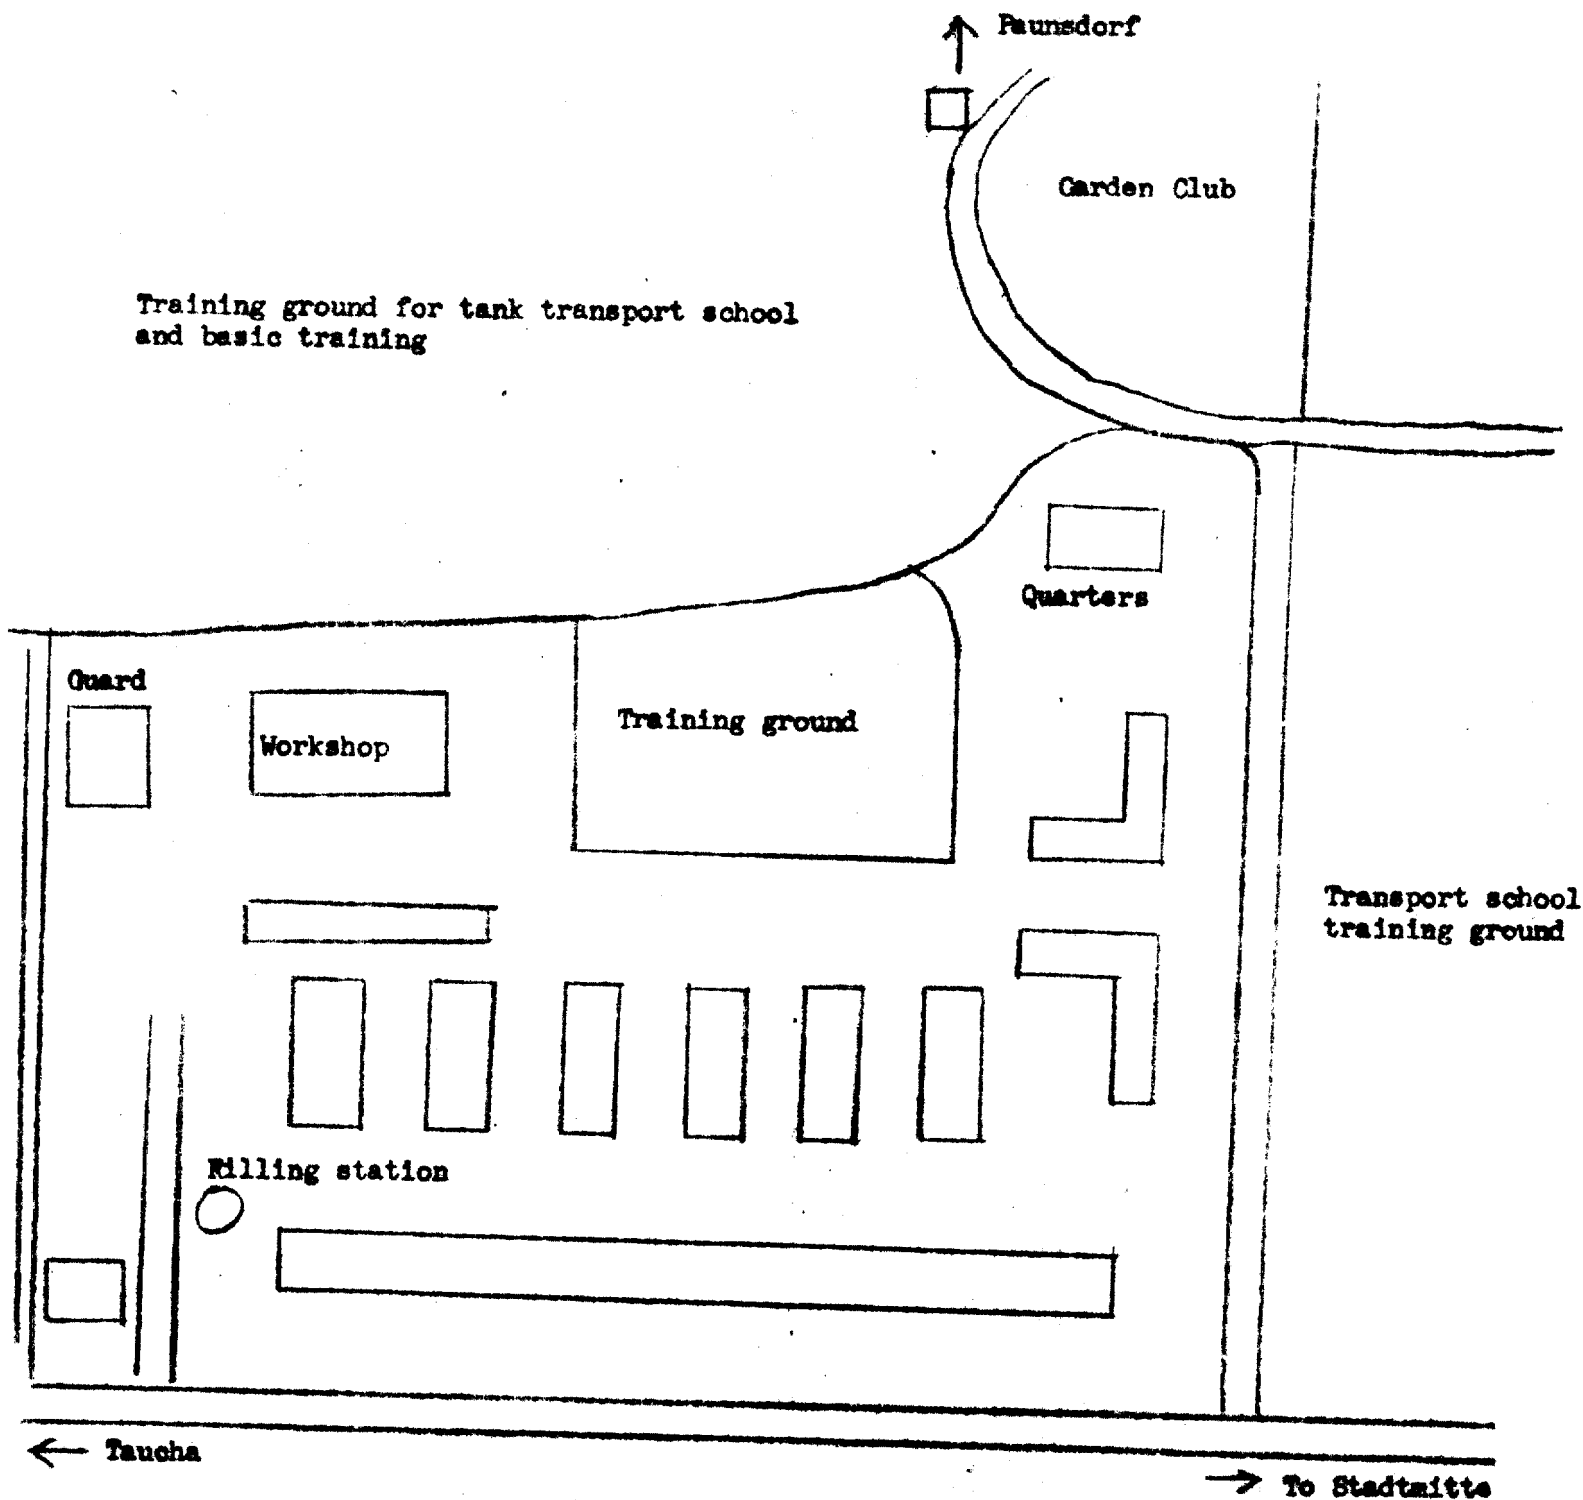 Paunsdorf
Garden Club
Training ground for tank transport school
and basic training
Quarters
Guard
Training ground
Workshop
Transport school
training ground
Filling station
Taucha
To Stadtmitte